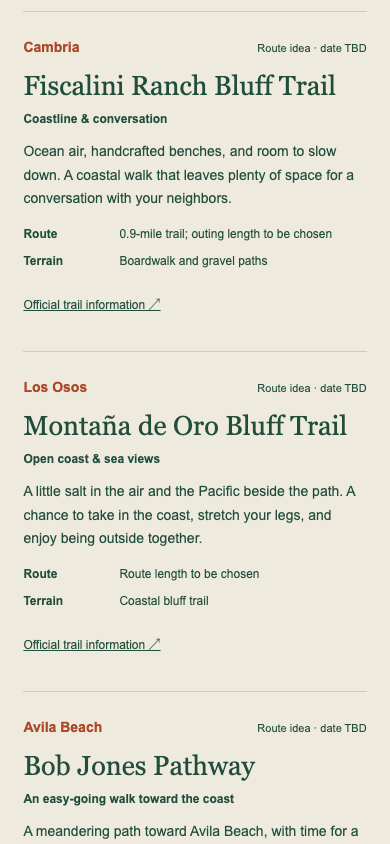 Cambria
Route idea · date TBD
Fiscalini Ranch Bluff Trail
Coastline & conversation
Ocean air, handcrafted benches, and room to slow
down. A coastal walk that leaves plenty of space for a
conversation with your neighbors.
Route 0.9-mile trail; outing length to be chosen
Terrain Boardwalk and gravel paths
Official trail information ↗
Los Osos
Route idea · date TBD
Montaña de Oro Bluff Trail
Open coast & sea views
A little salt in the air and the Pacific beside the path. A
chance to take in the coast, stretch your legs, and
enjoy being outside together.
Route Route length to be chosen
Terrain Coastal bluff trail
Official trail information ↗
Avila Beach
Route idea · date TBD
Bob Jones Pathway
An easy-going walk toward the coast
A meandering path toward Avila Beach, with time for a